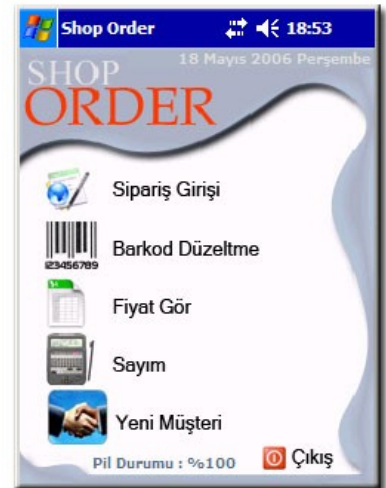 Shop Order 18:53
18 Mayıs 2006 Perşembe
SHOP
ORDER
Sipariş Girişi
123456789
Barkod Düzeltme
Fiyat Gör
Sayım
Yeni Müşteri
Pil Durumu : %100
Çıkış